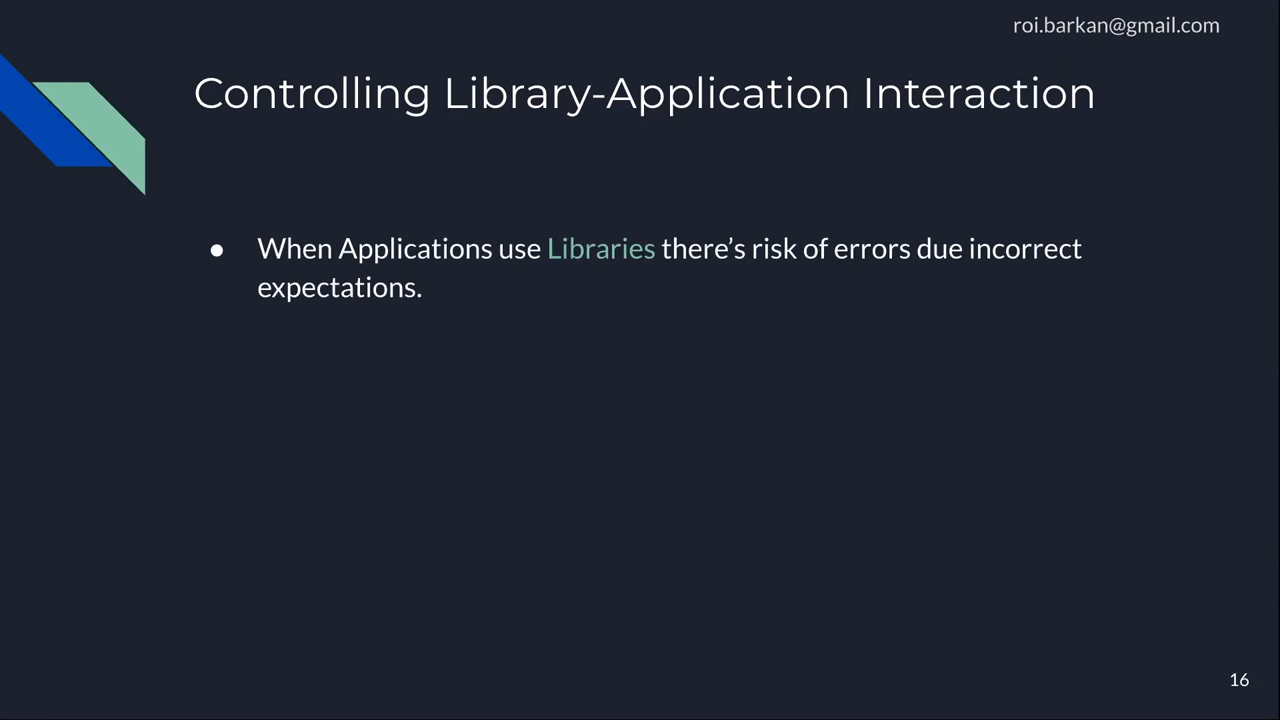 roi.barkan@gmail.com
Controlling Library-Application Interaction
● When Applications use Libraries there’s risk of errors due incorrect
expectations.
16